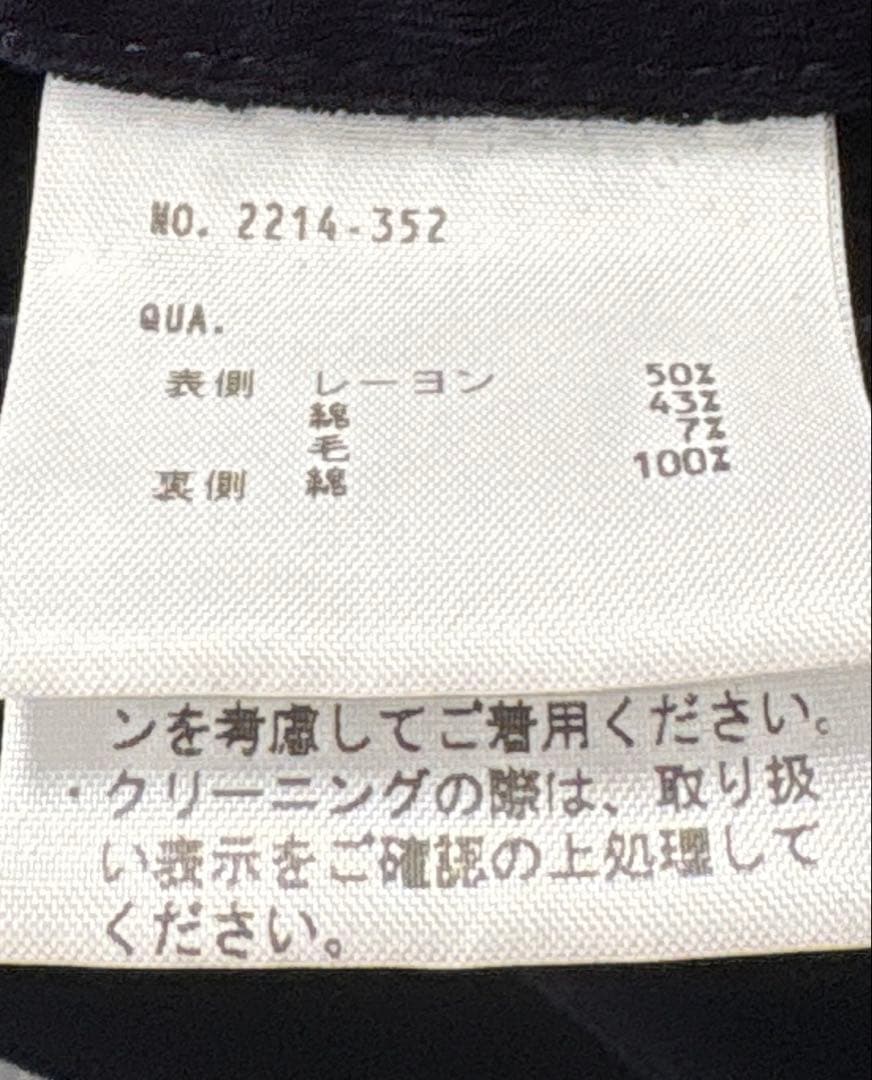 NO. 2214-352
QUA.
表側 レーヨン 50%
綿 43%
毛 7%
裏側 綿 100%
ンを考慮してご着用ください。
・クリーニングの際は、取り扱
い表示をご確認の上処理して
ください。